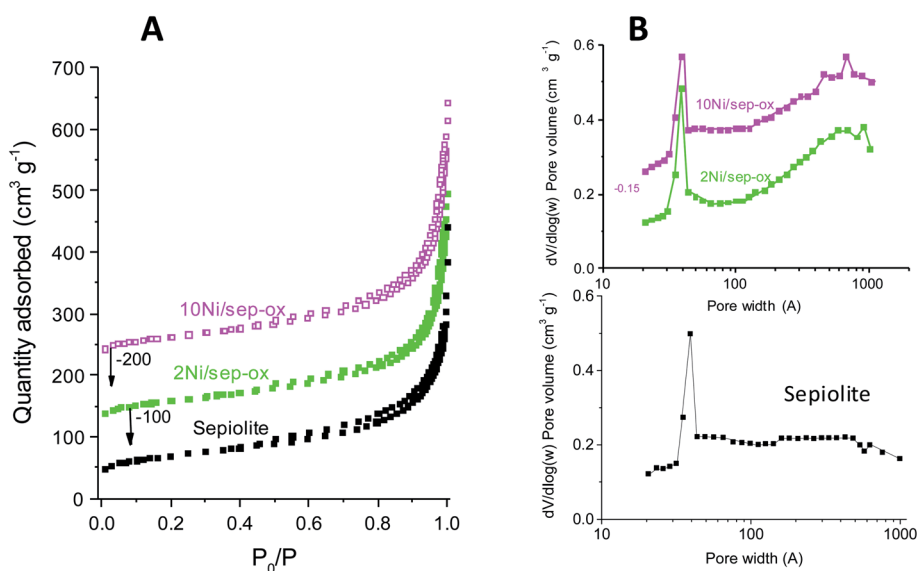 A
Quantity adsorbed (cm³ g⁻¹)
700
600
500
400
300
200
100
0
10Ni/sep-ox
-200
2Ni/sep-ox
-100
Sepiolite
0.0
0.2
0.4
0.6
0.8
1.0
P₀/P
B
dV/dlog(w) Pore volume (cm³ g⁻¹)
0.6
0.4
0.2
0.0
10Ni/sep-ox
-0.15
2Ni/sep-ox
10
100
1000
Pore width (A)
dV/dlog(w) Pore volume (cm³ g⁻¹)
0.6
0.4
0.2
0.0
Sepiolite
10
100
1000
Pore width (A)